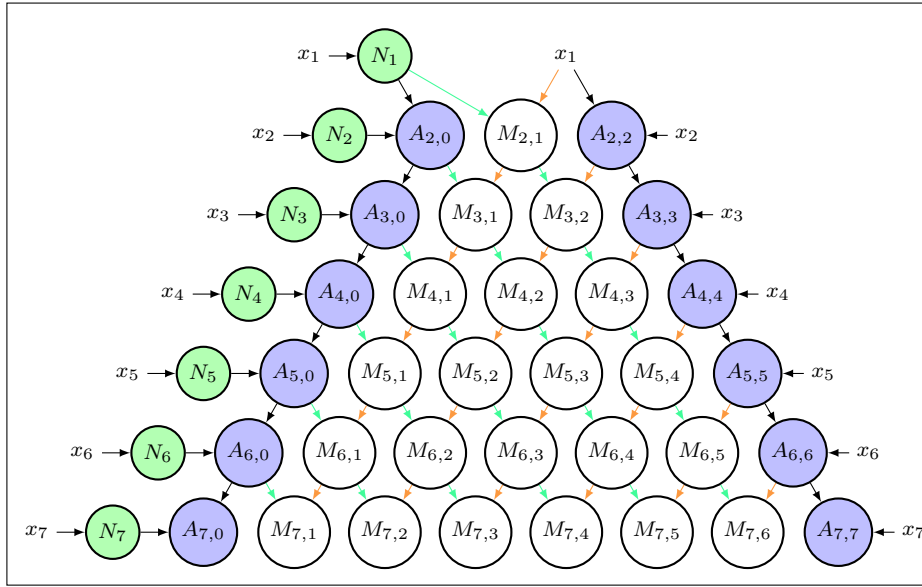 x₁ N₁ x₁
x₂ N₂ A₂,₀ M₂,₁ A₂,₂ x₂
x₃ N₃ A₃,₀ M₃,₁ M₃,₂ A₃,₃ x₃
x₄ N₄ A₄,₀ M₄,₁ M₄,₂ M₄,₃ A₄,₄ x₄
x₅ N₅ A₅,₀ M₅,₁ M₅,₂ M₅,₃ M₅,₄ A₅,₅ x₅
x₆ N₆ A₆,₀ M₆,₁ M₆,₂ M₆,₃ M₆,₄ M₆,₅ A₆,₆ x₆
x₇ N₇ A₇,₀ M₇,₁ M₇,₂ M₇,₃ M₇,₄ M₇,₅ M₇,₆ A₇,₇ x₇